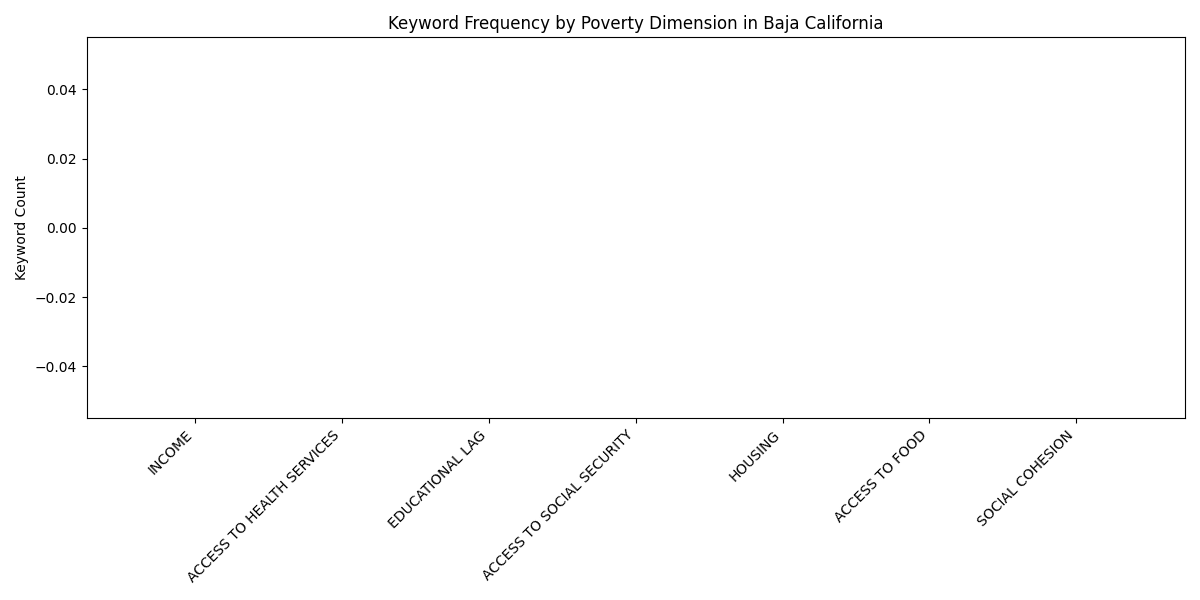 Keyword Frequency by Poverty Dimension in Baja California
Keyword Count
0.04
0.02
0.00
−0.02
−0.04
INCOME
ACCESS TO HEALTH SERVICES
EDUCATIONAL LAG
ACCESS TO SOCIAL SECURITY
HOUSING
ACCESS TO FOOD
SOCIAL COHESION